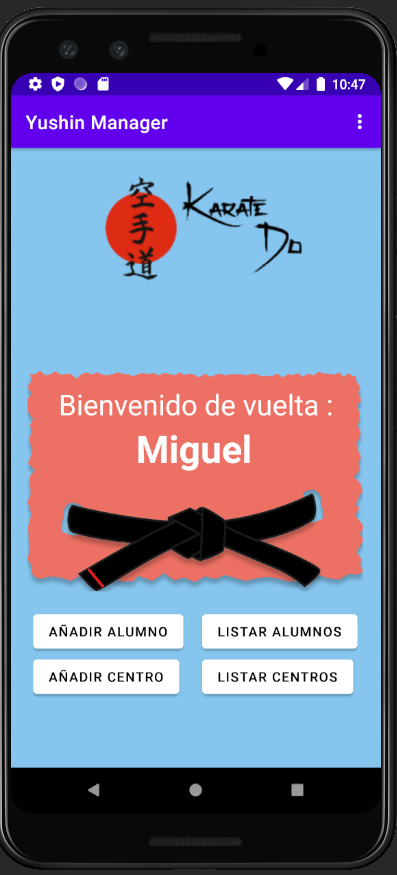 10:47
Yushin Manager
空
手
道
KARATE
DO
Bienvenido de vuelta :
Miguel
AÑADIR ALUMNO
LISTAR ALUMNOS
AÑADIR CENTRO
LISTAR CENTROS